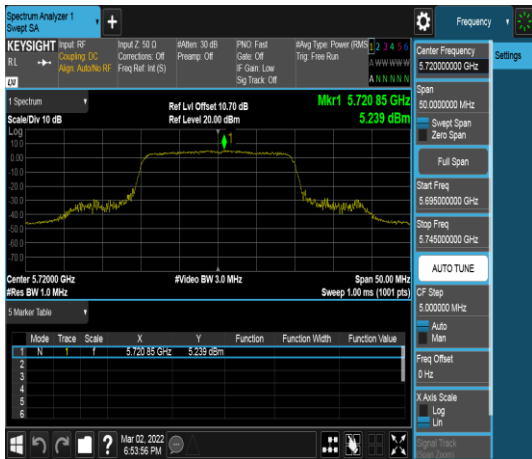 Spectrum Analyzer 1
Swept SA
Frequency
KEYSIGHT
RL
LXI
Input: RF
Coupling: DC
Align: Auto/No RF
Input Z: 50 Ω
Corrections: Off
Freq Ref: Int (S)
#Atten: 30 dB
Preamp: Off
PNO: Fast
Gate: Off
IF Gain: Low
Sig Track: Off
#Avg Type: Power (RMS
Trig: Free Run
1 2 3 4 5 6
A W W W W W
A N N N N N
1 Spectrum
Scale/Div 10 dB
Ref Lvl Offset 10.70 dB
Ref Level 20.00 dBm
Mkr1 5.720 85 GHz
5.239 dBm
Log
1
10.0
0.00
-10.0
-20.0
-30.0
-40.0
-50.0
-60.0
-70.0
Center 5.72000 GHz
#Res BW 1.0 MHz
#Video BW 3.0 MHz
Span 50.00 MHz
Sweep 1.00 ms (1001 pts)
5 Marker Table
Mode Trace Scale X Y Function Function Width Function Value
1 N 1 f 5.720 85 GHz 5.239 dBm
2
3
4
5
6
Mar 02, 2022
6:53:56 PM
Center Frequency
5.720000000 GHz
Settings
Span
50.0000000 MHz
Swept Span
Zero Span
Full Span
Start Freq
5.695000000 GHz
Stop Freq
5.745000000 GHz
AUTO TUNE
CF Step
5.000000 MHz
Auto
Man
Freq Offset
0 Hz
X Axis Scale
Log
Lin
Signal Track
(Span Zoom)